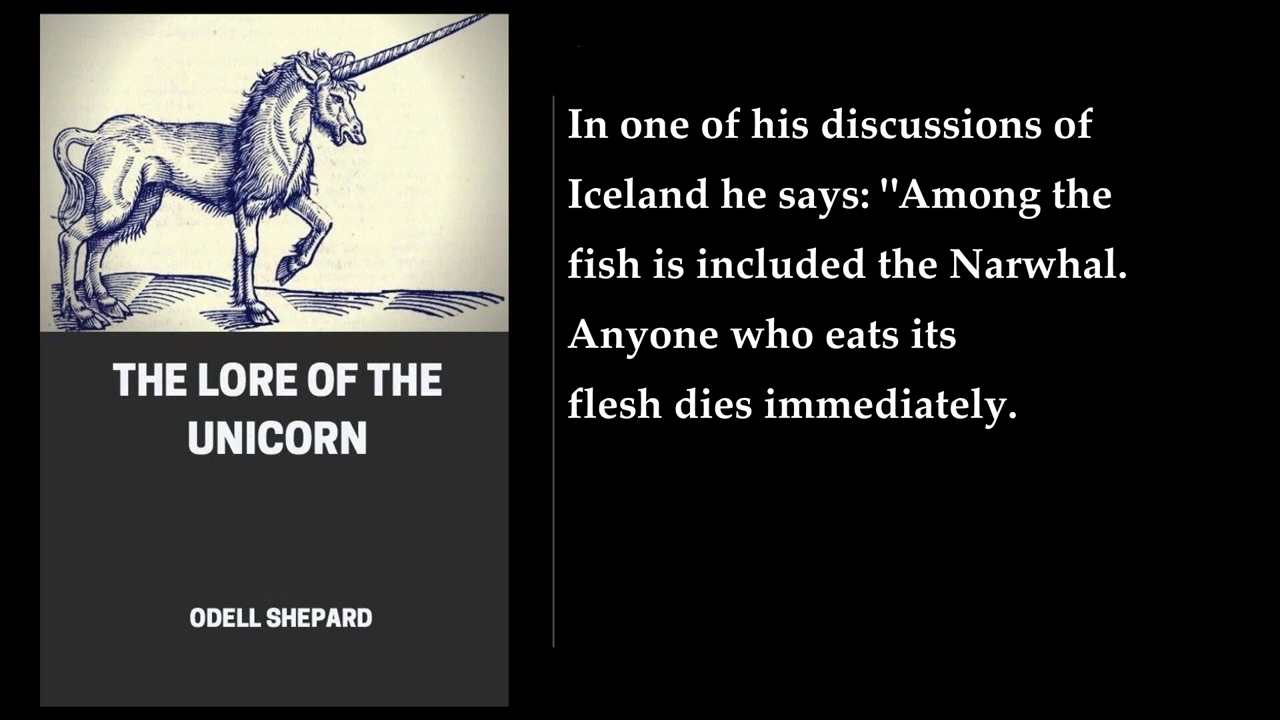 THE LORE OF THE
UNICORN
ODELL SHEPARD
In one of his discussions of
Iceland he says: "Among the
fish is included the Narwhal.
Anyone who eats its
flesh dies immediately.